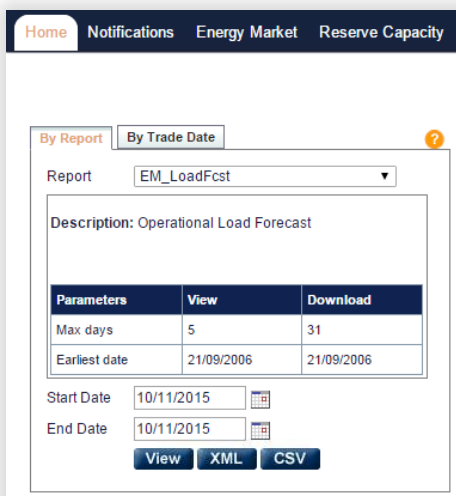 Home Notifications Energy Market Reserve Capacity
By Report By Trade Date ?
Report EM_LoadFcst
Description: Operational Load Forecast
Parameters View Download
Max days 5 31
Earliest date 21/09/2006 21/09/2006
Start Date 10/11/2015
End Date 10/11/2015
View XML CSV